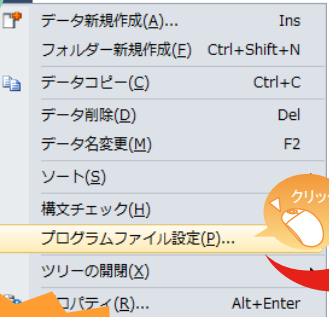 データ新規作成(A)... Ins
フォルダー新規作成(F) Ctrl+Shift+N
データコピー(C) Ctrl+C
データ削除(D) Del
データ名変更(M) F2
ソート(S)
構文チェック(H)
クリッ
プログラムファイル設定(P)...
ツリーの開閉(X)
ロパティ(R)... Alt+Enter